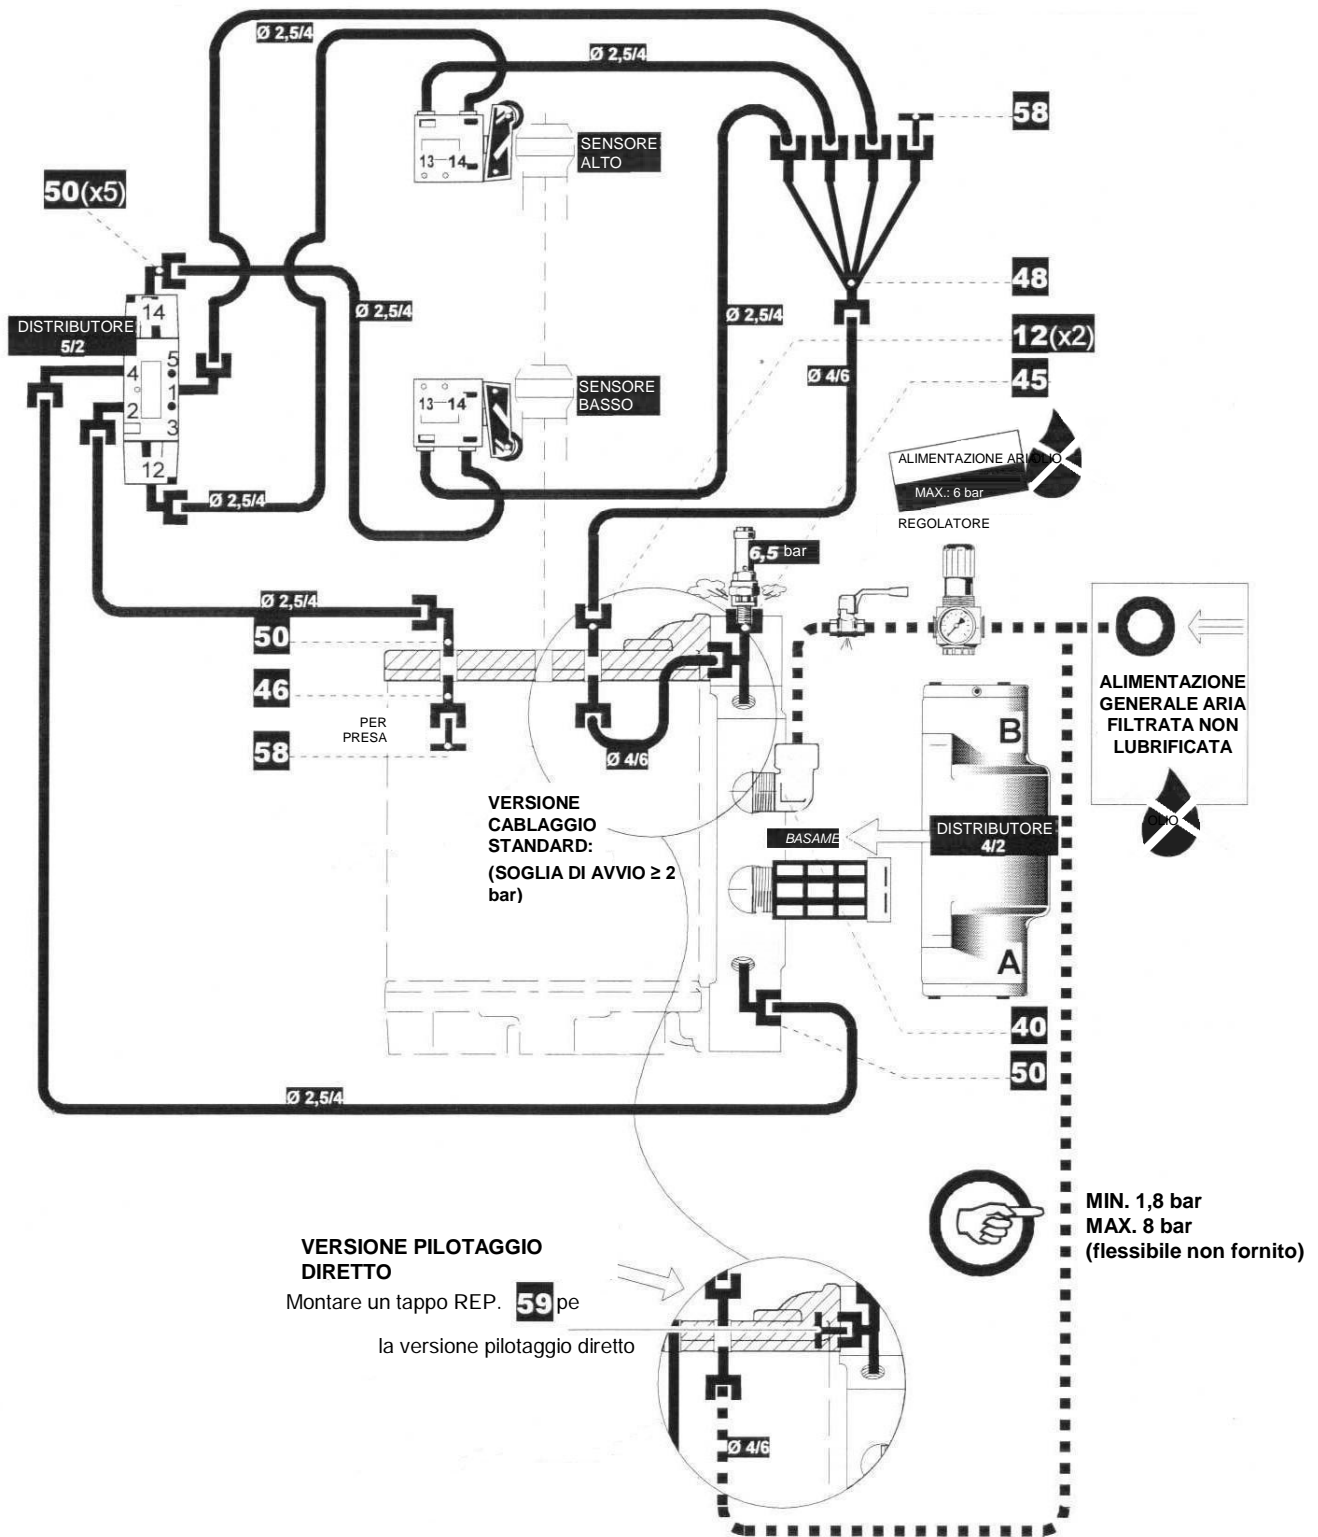 Ø 2,5/4
Ø 2,5/4
58
SENSORE
ALTO
13 14
50(x5)
48
14
Ø 2,5/4
Ø 2,5/4
DISTRIBUTORE
5/2
12(x2)
5
4
1
2
3
Ø 4/6
45
SENSORE
BASSO
13 14
12
ALIMENTAZIONE ARIA
OLIO
MAX.: 6 bar
Ø 2,5/4
REGOLATORE
6,5 bar
Ø 2,5/4
50
46
PER
PRESA
58
Ø 4/6
ALIMENTAZIONE
GENERALE ARIA
FILTRATA NON
LUBRIFICATA
OLIO
B
VERSIONE
CABLAGGIO
STANDARD:
(SOGLIA DI AVVIO ≥ 2
bar)
BASAME
DISTRIBUTORE
4/2
A
40
50
Ø 2,5/4
MIN. 1,8 bar
MAX. 8 bar
(flessibile non fornito)
VERSIONE PILOTAGGIO
DIRETTO
Montare un tappo REP. 59 pe
la versione pilotaggio diretto
Ø 4/6